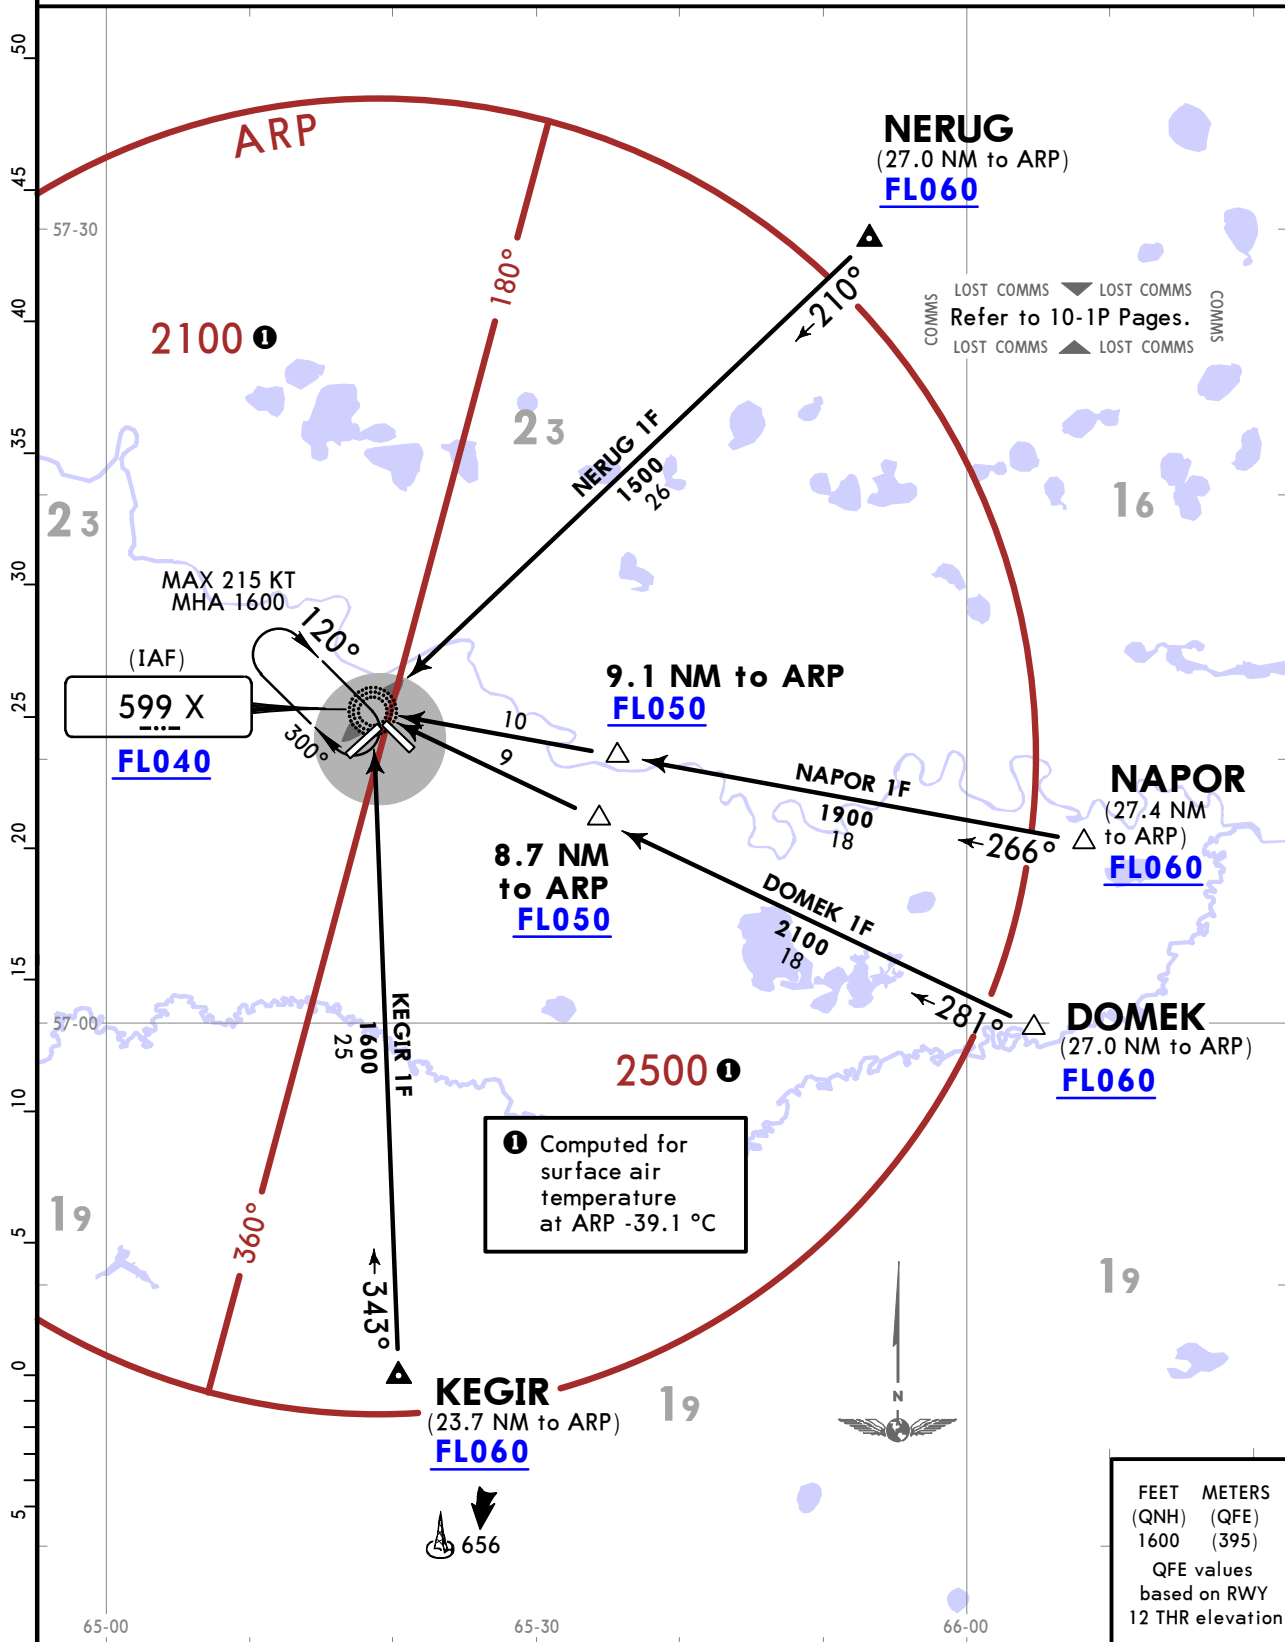 50
45
40
35
30
25
20
15
10
5
0
5
57-30
57-00
65-00
65-30
66-00
ARP
NERUG
(27.0 NM to ARP)
FL060
180°
210°
LOST COMMS LOST COMMS
COMMS
Refer to 10-1P Pages.
COMMS
LOST COMMS LOST COMMS
2100 1
23
NERUG 1F
1500
26
16
23
MAX 215 KT
MHA 1600
120°
(IAF)
599 X
FL040
300°
9.1 NM to ARP
FL050
10
9
NAPOR 1F
1900
18
266°
NAPOR
(27.4 NM
to ARP)
FL060
8.7 NM
to ARP
FL050
DOMEK 1F
2100
18
281°
DOMEK
(27.0 NM to ARP)
FL060
KEGIR 1F
1600
25
2500 1
1 Computed for
surface air
temperature
at ARP -39.1 °C
19
360°
343°
19
KEGIR
(23.7 NM to ARP)
FL060
19
N
656
FEET METERS
(QNH) (QFE)
1600 (395)
QFE values
based on RWY
12 THR elevation